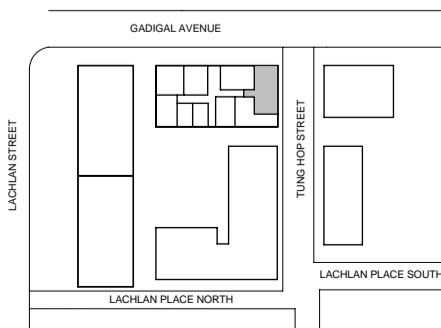 GADIGAL AVENUE
LACHLAN STREET
TUNG HOP STREET
LACHLAN PLACE SOUTH
LACHLAN PLACE NORTH